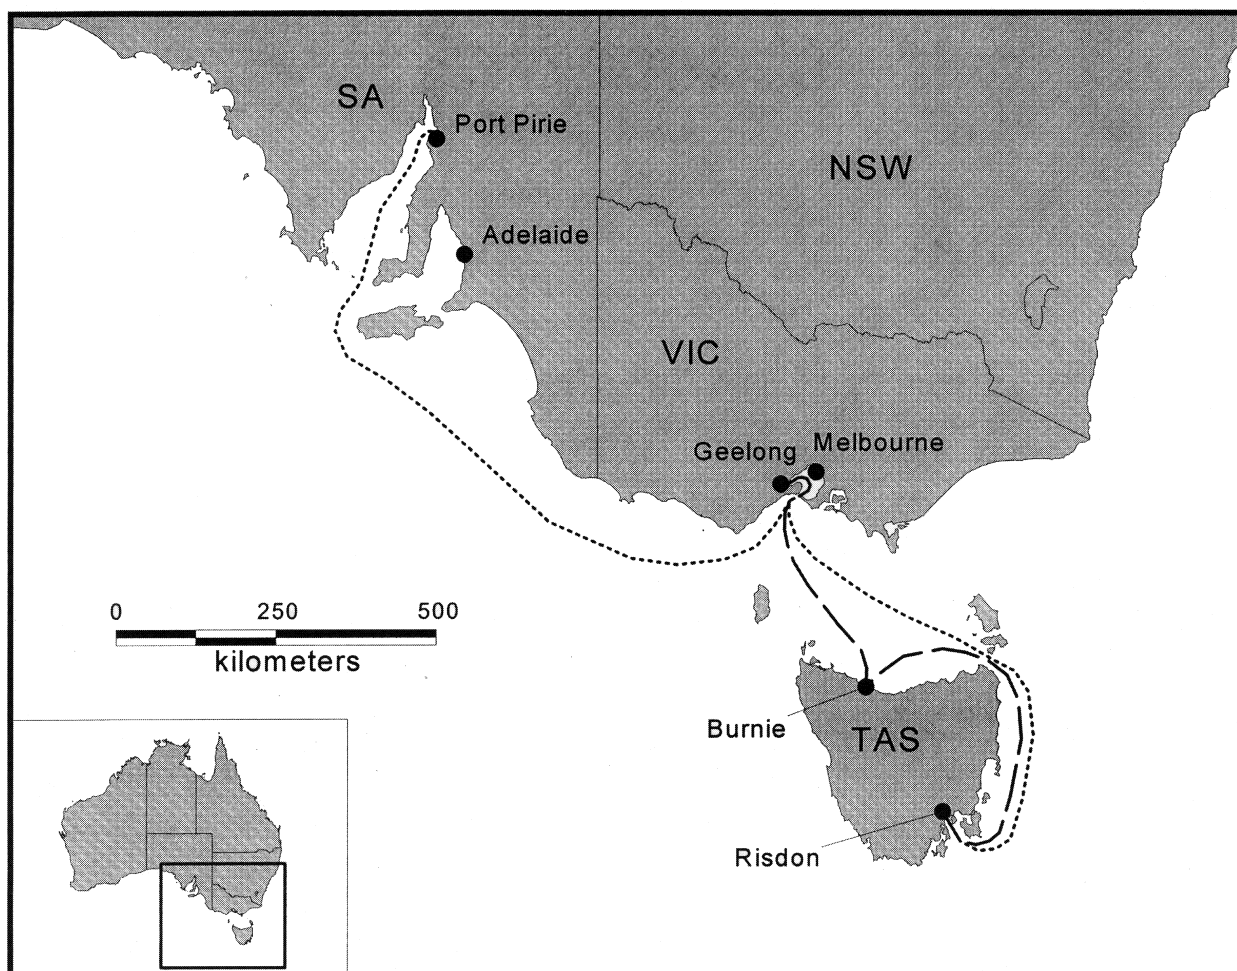 SA
Port Pirie
NSW
Adelaide
VIC
Geelong
Melbourne
0 250 500
kilometers
Burnie
TAS
Risdon